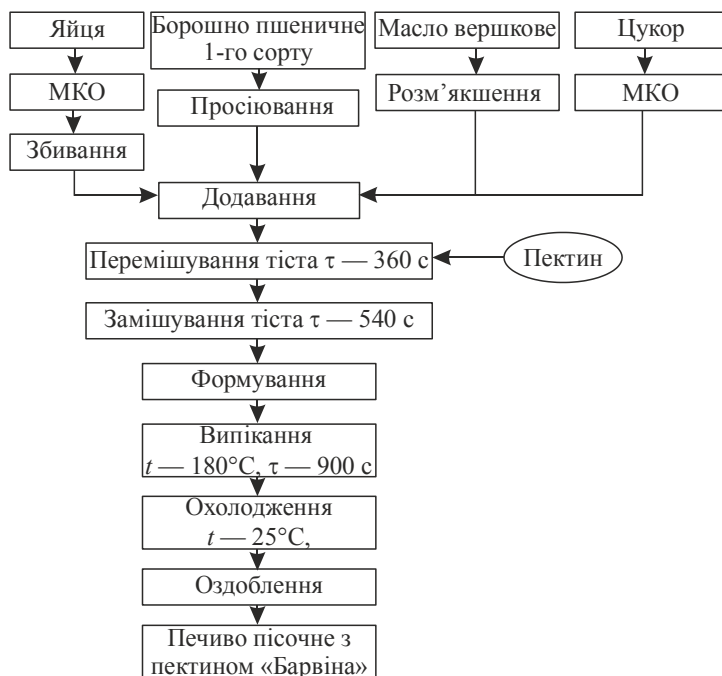 Яйця
Борошно пшеничне
1-го сорту
Масло вершкове
Цукор
МКО
Просіювання
Розм’якшення
МКО
Збивання
Додавання
Перемішування тіста τ — 360 с
Пектин
Замішування тіста τ — 540 с
Формування
Випікання
t — 180°C, τ — 900 с
Охолодження
t — 25°C,
Оздоблення
Печиво пісочне з
пектином «Барвіна»